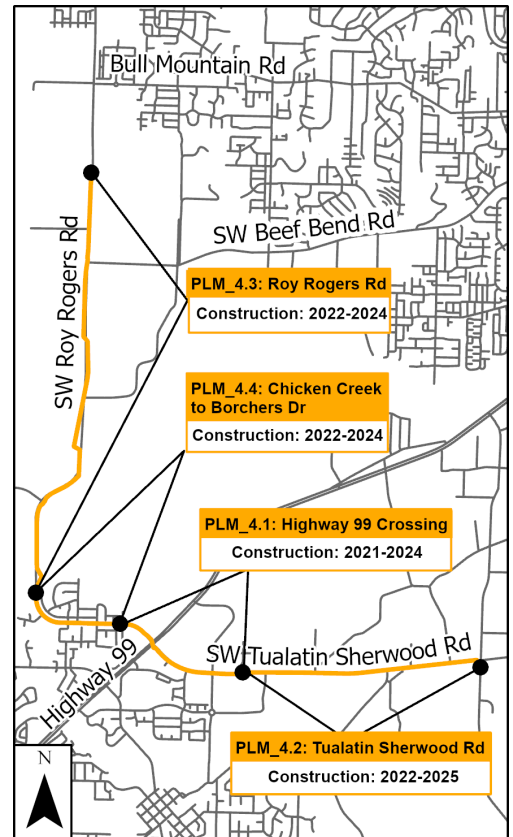 Bull Mountain Rd
SW Beef Bend Rd
SW Roy Rogers Rd
PLM_4.3: Roy Rogers Rd
Construction: 2022-2024
PLM_4.4: Chicken Creek
to Borchers Dr
Construction: 2022-2024
PLM_4.1: Highway 99 Crossing
Construction: 2021-2024
SW Tualatin Sherwood Rd
Highway 99
PLM_4.2: Tualatin Sherwood Rd
Construction: 2022-2025
N